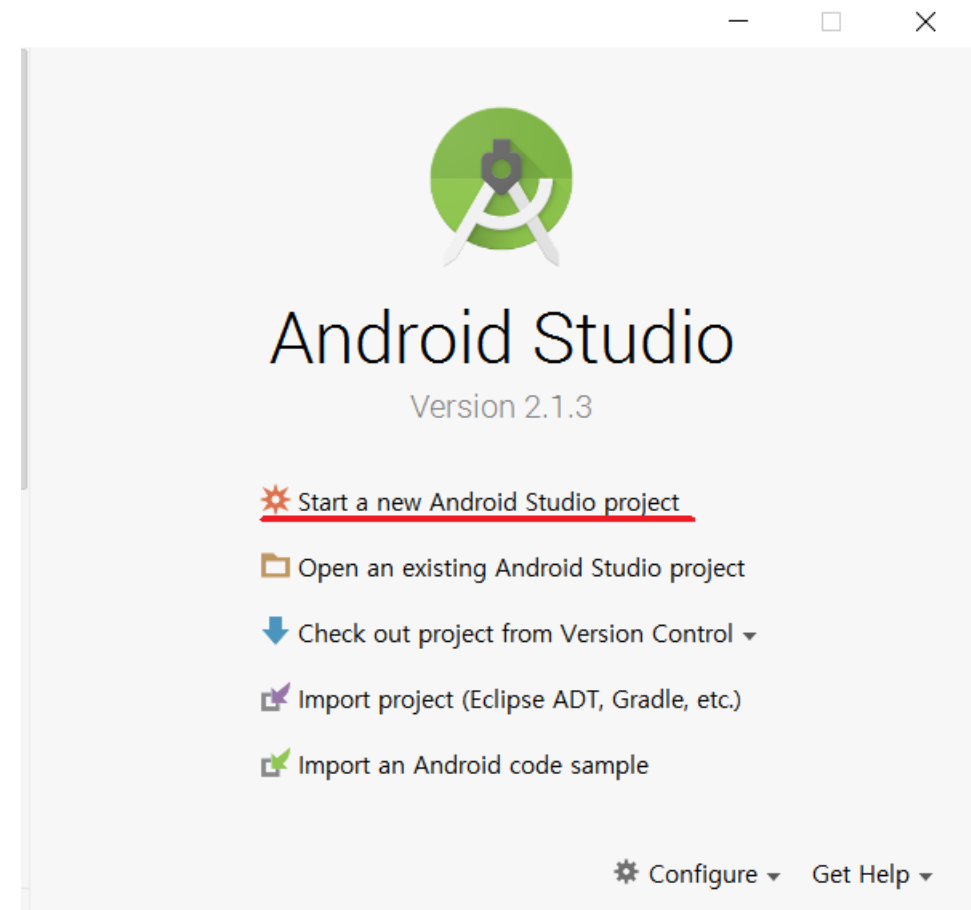 Android Studio
Version 2.1.3
Start a new Android Studio project
Open an existing Android Studio project
Check out project from Version Control
Import project (Eclipse ADT, Gradle, etc.)
Import an Android code sample
Configure Get Help